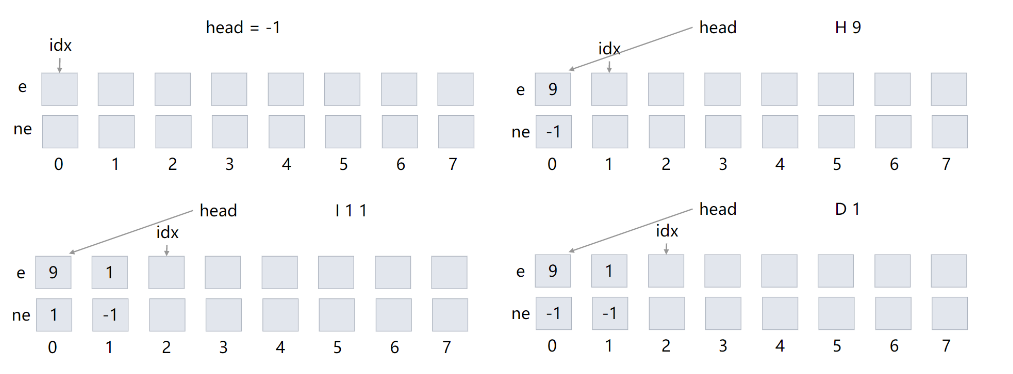 head = -1
idx
e
ne
0 1 2 3 4 5 6 7
head H 9
idx
e 9
ne -1
0 1 2 3 4 5 6 7
head I 1 1
idx
e 9 1
ne 1 -1
0 1 2 3 4 5 6 7
head D 1
idx
e 9 1
ne -1 -1
0 1 2 3 4 5 6 7